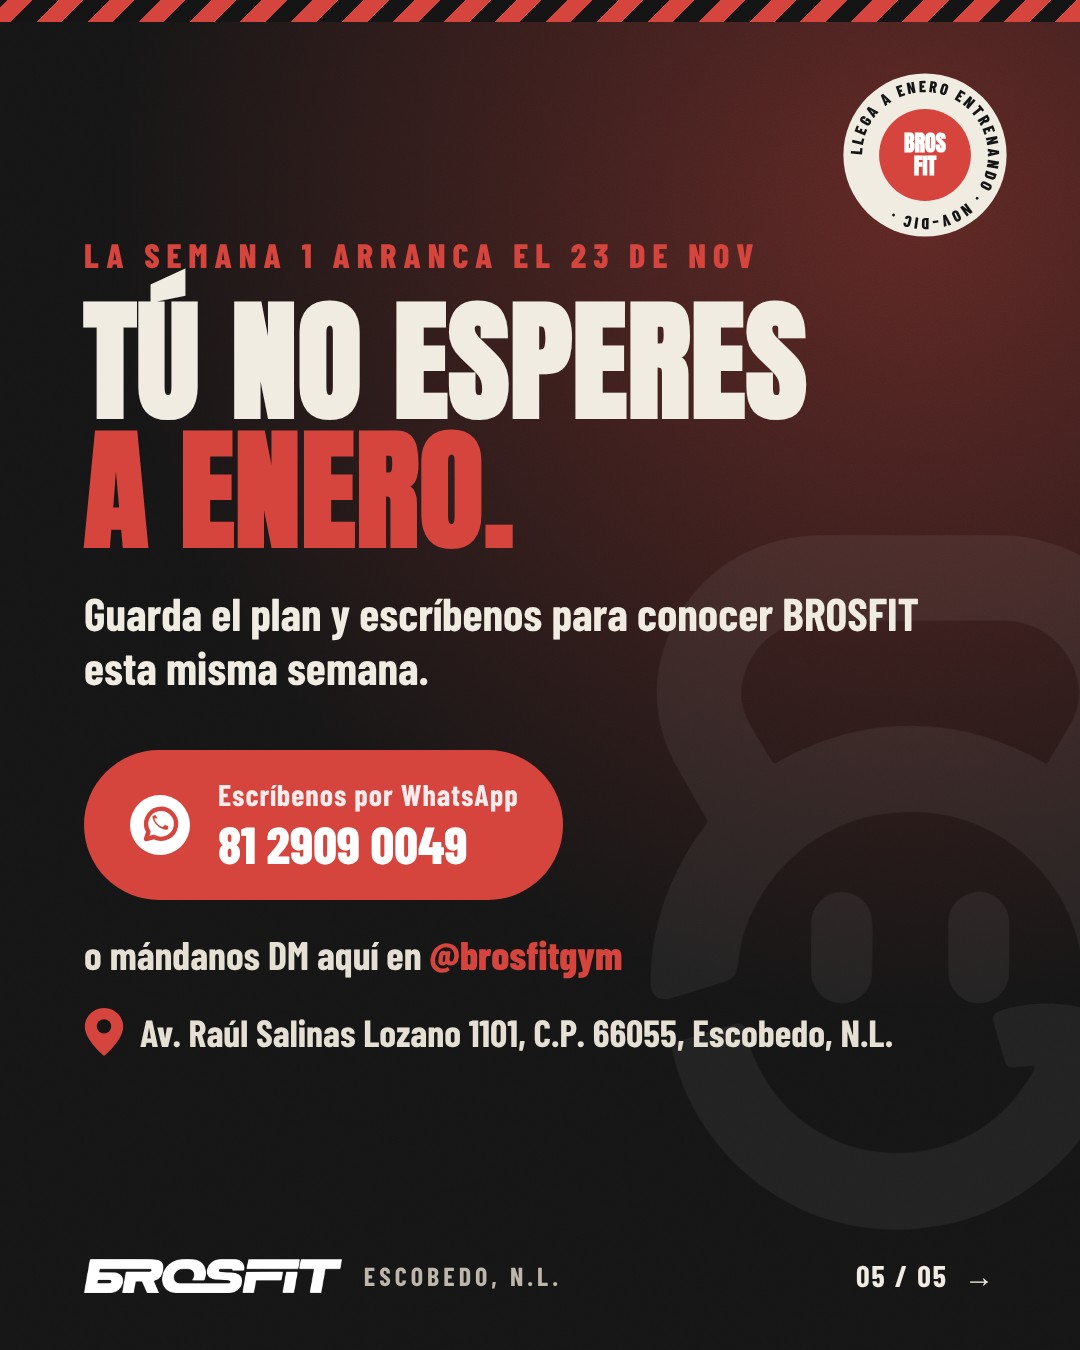 LLEGA A ENERO ENTRENANDO · NOV-DIC ·
BROS
FIT
LA SEMANA 1 ARRANCA EL 23 DE NOV
TÚ NO ESPERES
A ENERO.
Guarda el plan y escríbenos para conocer BROSFIT
esta misma semana.
Escríbenos por WhatsApp
81 2909 0049
o mándanos DM aquí en @brosfitgym
Av. Raúl Salinas Lozano 1101, C.P. 66055, Escobedo, N.L.
BROSFIT ESCOBEDO, N.L.
05 / 05 →